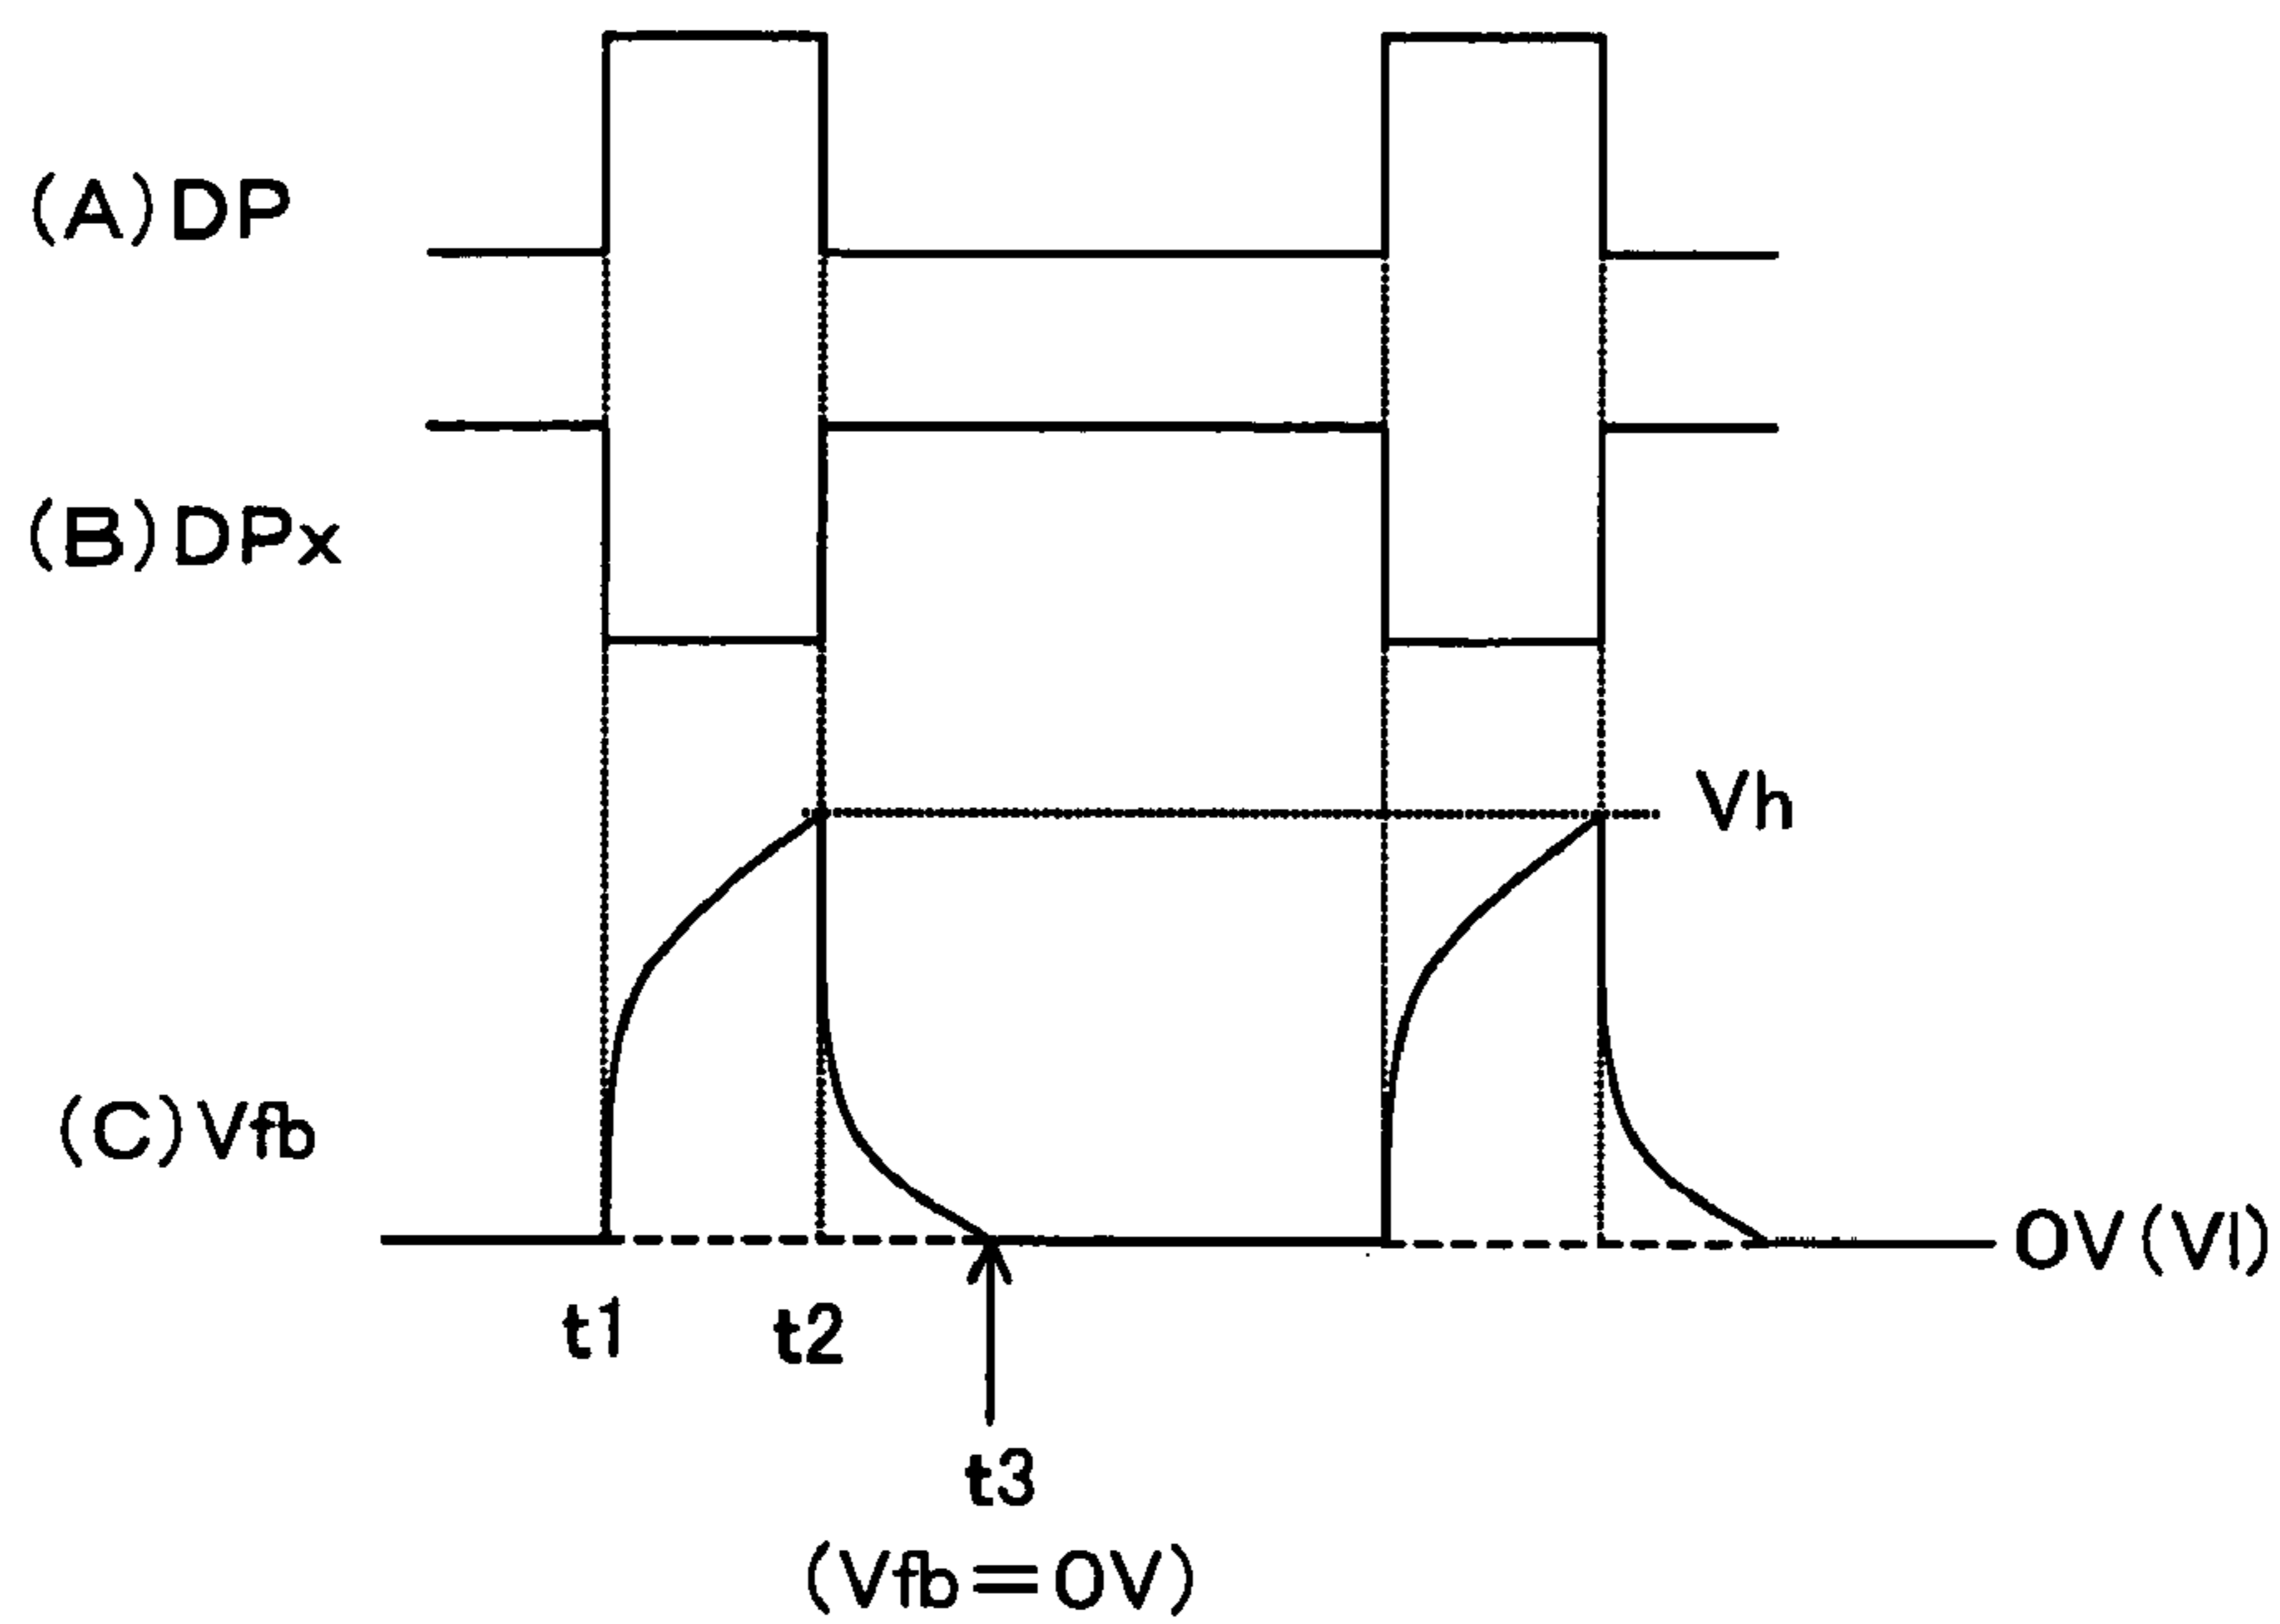 (A)DP
(B)DPx
Vh
(C)Vfb
0V(Vl)
t1
t2
t3
(Vfb=0V)